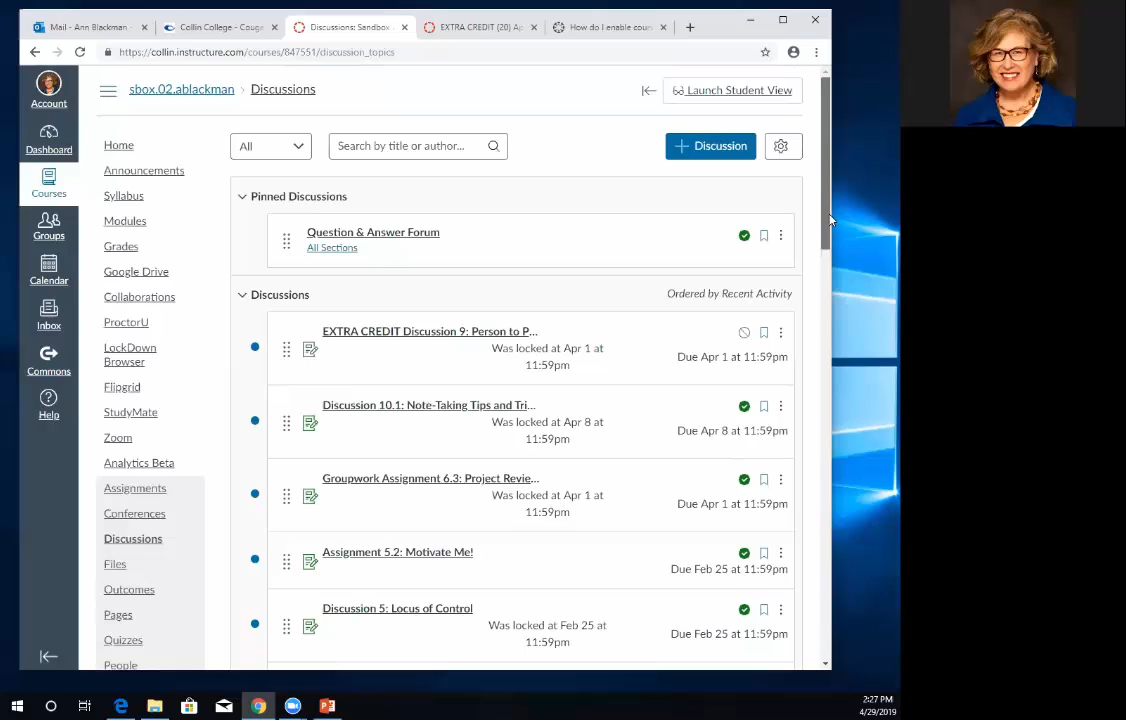 Mail - Ann Blackman -
Collin College - Coug
Discussions: Sandbox
EXTRA CREDIT (20) Ap
How do I enable cour
https://collin.instructure.com/courses/847551/discussion_topics
Account
Dashboard
Courses
Groups
Calendar
Inbox
Commons
Help
sbox.02.ablackman › Discussions
Launch Student View
Home
Announcements
Syllabus
Modules
Grades
Google Drive
Collaborations
ProctorU
LockDown
Browser
Flipgrid
StudyMate
Zoom
Analytics Beta
Assignments
Conferences
Discussions
Files
Outcomes
Pages
Quizzes
People
All
Search by title or author...
Discussion
Pinned Discussions
Question & Answer Forum
All Sections
Discussions
Ordered by Recent Activity
EXTRA CREDIT Discussion 9: Person to P...
Was locked at Apr 1 at
11:59pm
Due Apr 1 at 11:59pm
Discussion 10.1: Note-Taking Tips and Tri...
Was locked at Apr 8 at
11:59pm
Due Apr 8 at 11:59pm
Groupwork Assignment 6.3: Project Revie...
Was locked at Apr 1 at
11:59pm
Due Apr 1 at 11:59pm
Assignment 5.2: Motivate Me!
Due Feb 25 at 11:59pm
Discussion 5: Locus of Control
Was locked at Feb 25 at
11:59pm
Due Feb 25 at 11:59pm
2:27 PM
4/29/2019